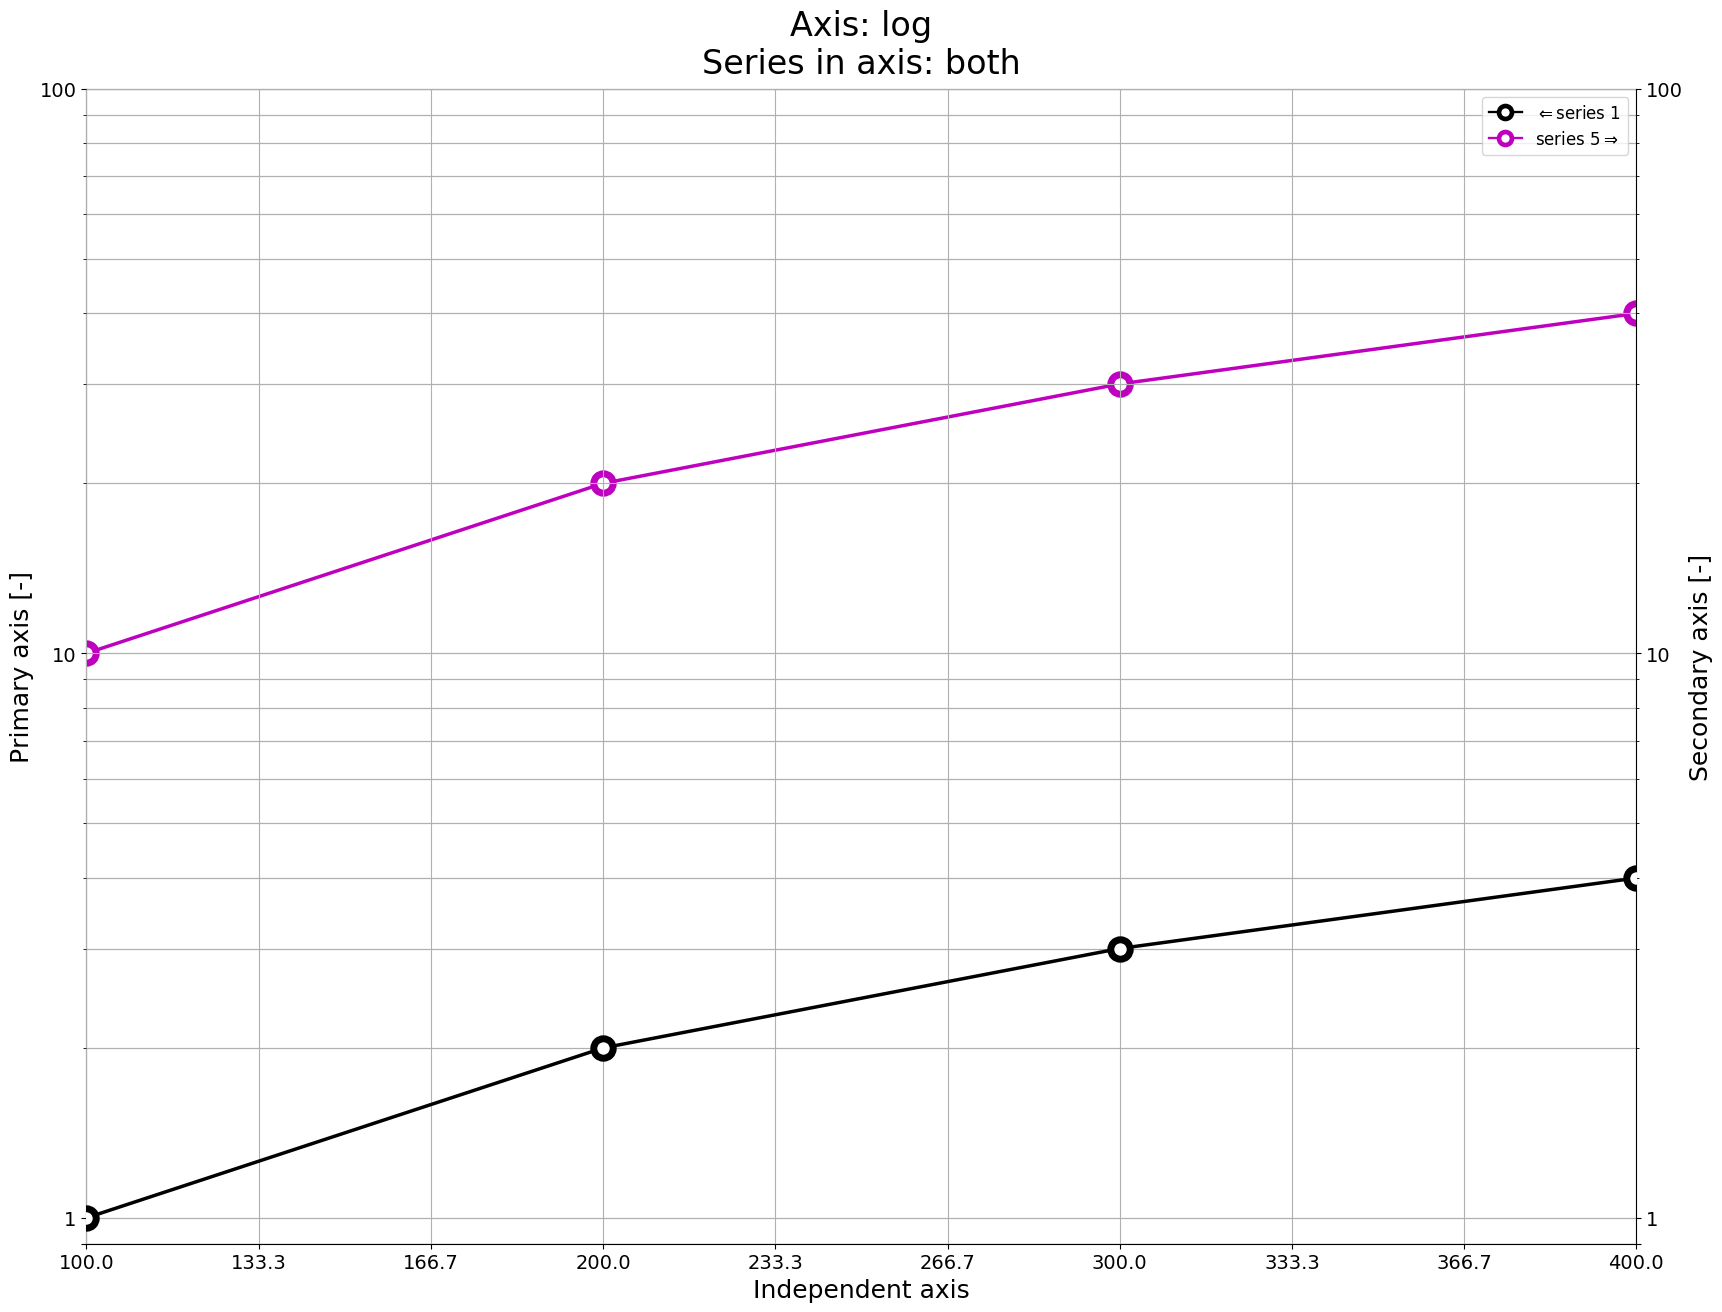 Axis: log
Series in axis: both
⇐series 1
series 5⇒
100
10
1
Primary axis [-]
100
10
1
Secondary axis [-]
100.0 133.3 166.7 200.0 233.3 266.7 300.0 333.3 366.7 400.0
Independent axis